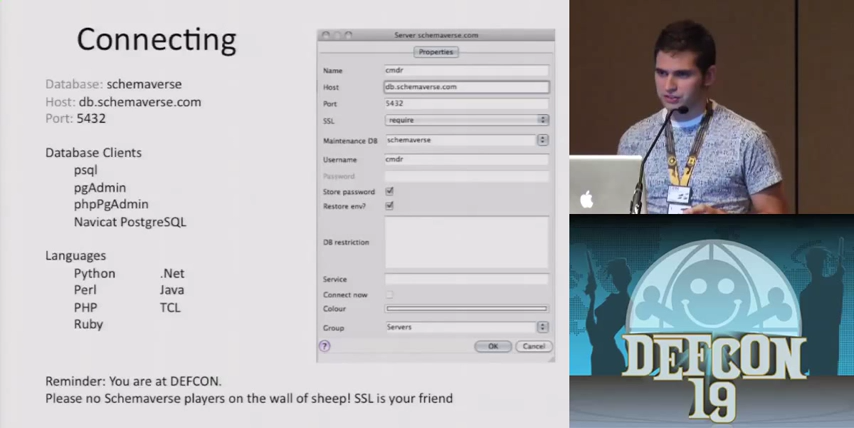 Connecting
Database: schemaverse
Host: db.schemaverse.com
Port: 5432
Database Clients
psql
pgAdmin
phpPgAdmin
Navicat PostgreSQL
Languages
Python .Net
Perl Java
PHP TCL
Ruby
Reminder: You are at DEFCON.
Please no Schemaverse players on the wall of sheep! SSL is your friend
Server schemaverse.com
Properties
Name cmdr
Host db.schemaverse.com
Port 5432
SSL require
Maintenance DB schemaverse
Username cmdr
Password
Store password
Restore env?
DB restriction
Service
Connect now
Colour
Group Servers
? OK Cancel
DEFCON
19